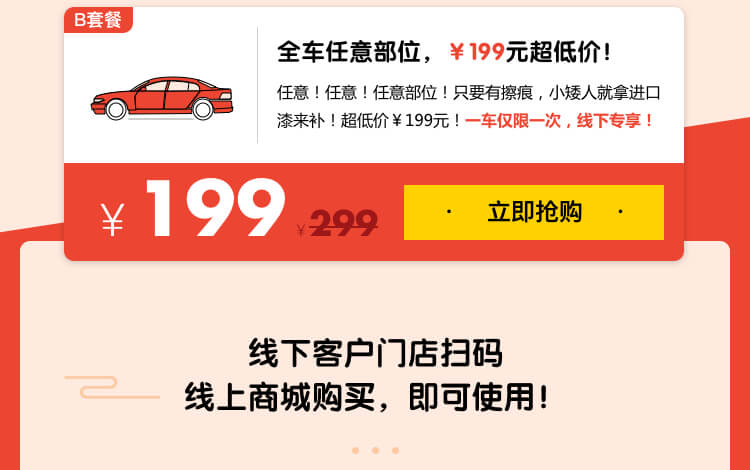 B套餐
全车任意部位，￥199元超低价！
任意！任意！任意部位！只要有擦痕，小矮人就拿进口
漆来补！超低价￥199元！一车仅限一次，线下专享！
￥199 ￥299
· 立即抢购 ·
线下客户门店扫码
线上商城购买，即可使用！